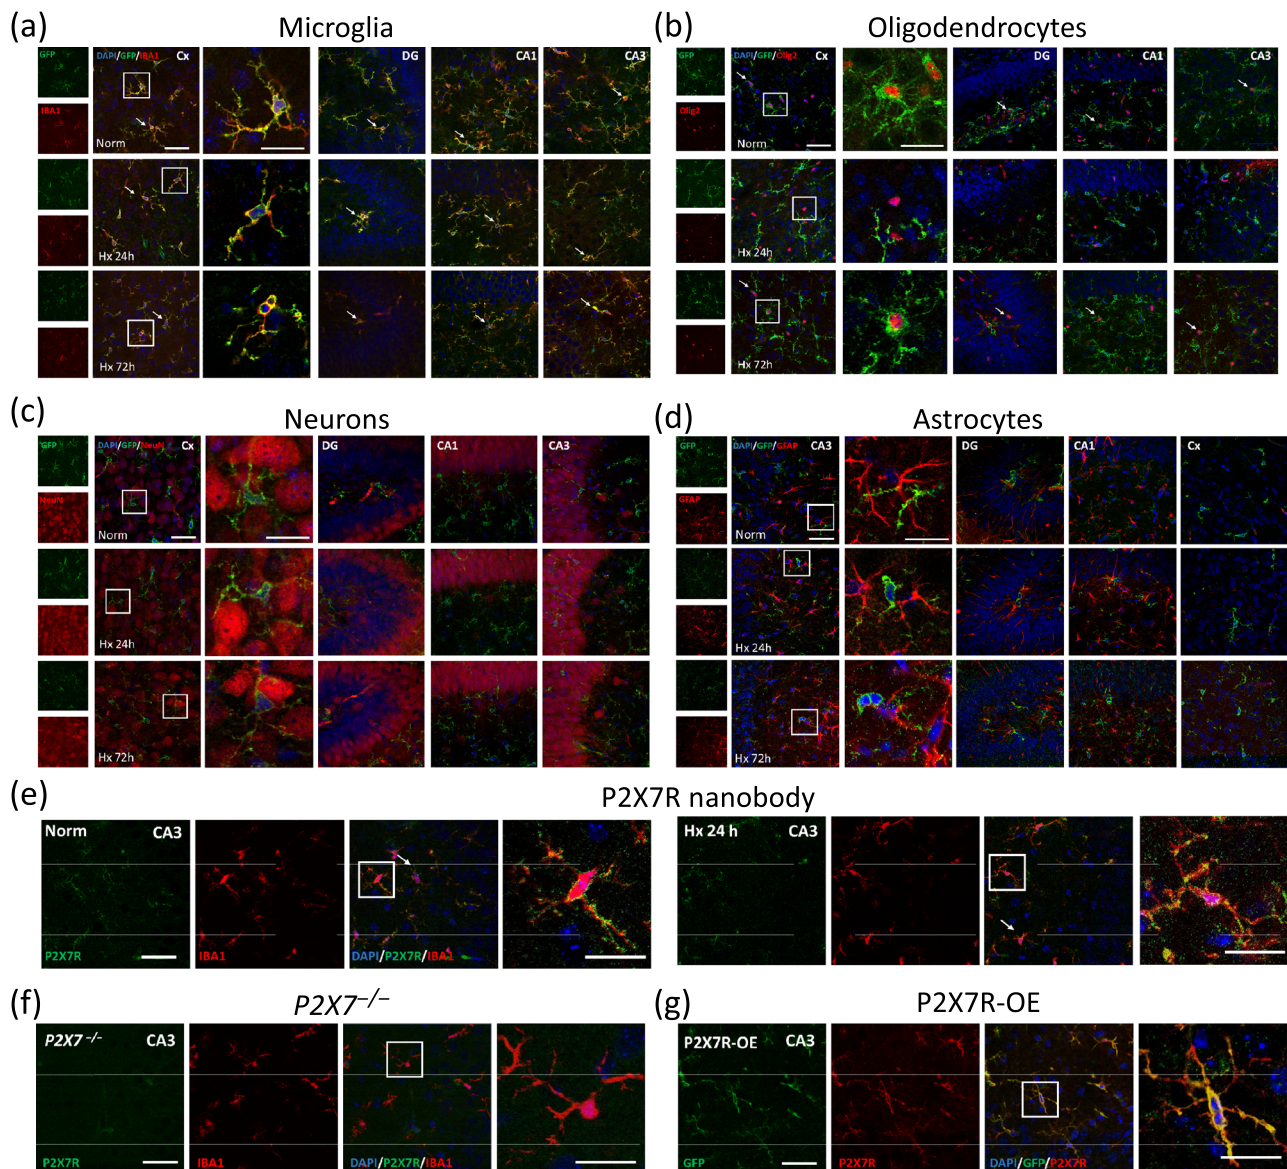 (a) Microglia
GFP DAPI/GFP/IBA1 Cx DG CA1 CA3
IBA1
Norm
Hx 24h
Hx 72h
(b) Oligodendrocytes
GFP DAPI/GFP/Olig2 Cx DG CA1 CA3
Olig2
Norm
Hx 24h
Hx 72h
(c) Neurons
GFP DAPI/GFP/NeuN Cx DG CA1 CA3
NeuN
Norm
Hx 24h
Hx 72h
(d) Astrocytes
GFP DAPI/GFP/GFAP CA3 DG CA1 Cx
GFAP
Norm
Hx 24h
Hx 72h
(e) P2X7R nanobody
Norm CA3
P2X7R IBA1 DAPI/P2X7R/IBA1
Hx 24 h CA3
(f) P2X7–/–
P2X7 –/– CA3
P2X7R IBA1 DAPI/P2X7R/IBA1
(g) P2X7R-OE
P2X7R-OE CA3
GFP P2X7R DAPI/GFP/P2X7R